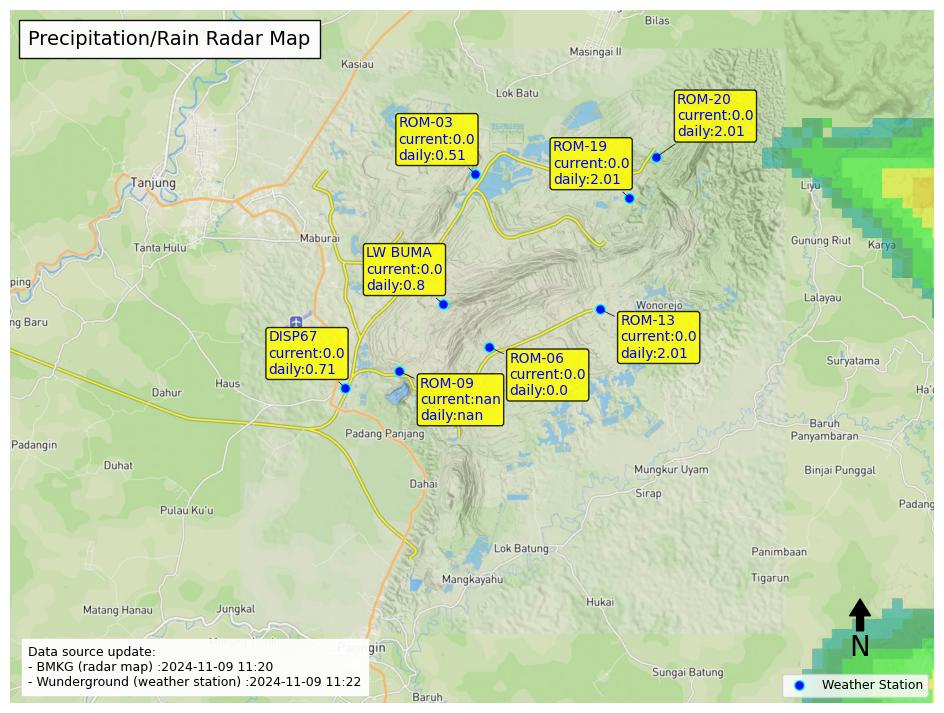 Precipitation/Rain Radar Map
Bilas
Masingai II
Kasiau
Lok Batu
ROM-20
current:0.0
daily:2.01
ROM-03
current:0.0
daily:0.51
ROM-19
current:0.0
daily:2.01
Tanjung
Liyu
Maburai
Tanta Hulu
Gunung Riut
Karya
LW BUMA
current:0.0
daily:0.8
ping
Lalayau
Wonorejo
ng Baru
ROM-13
current:0.0
daily:2.01
DISP67
current:0.0
daily:0.71
ROM-06
current:0.0
daily:0.0
Suryatama
ROM-09
current:nan
daily:nan
Haus
Dahur
Ha'o
Baruh
Panyambaran
Padang Panjang
Padangin
Duhat
Mungkur Uyam
Binjai Punggal
Dahai
Sirap
Padang
Pulau Ku'u
Lok Batung
Panimbaan
Mangkayahu
Tigarun
Hukai
Matang Hanau
Jungkal
N
Data source update:
- BMKG (radar map) :2024-11-09 11:20
- Wunderground (weather station) :2024-11-09 11:22
Sungai Batung
Weather Station
Baruh